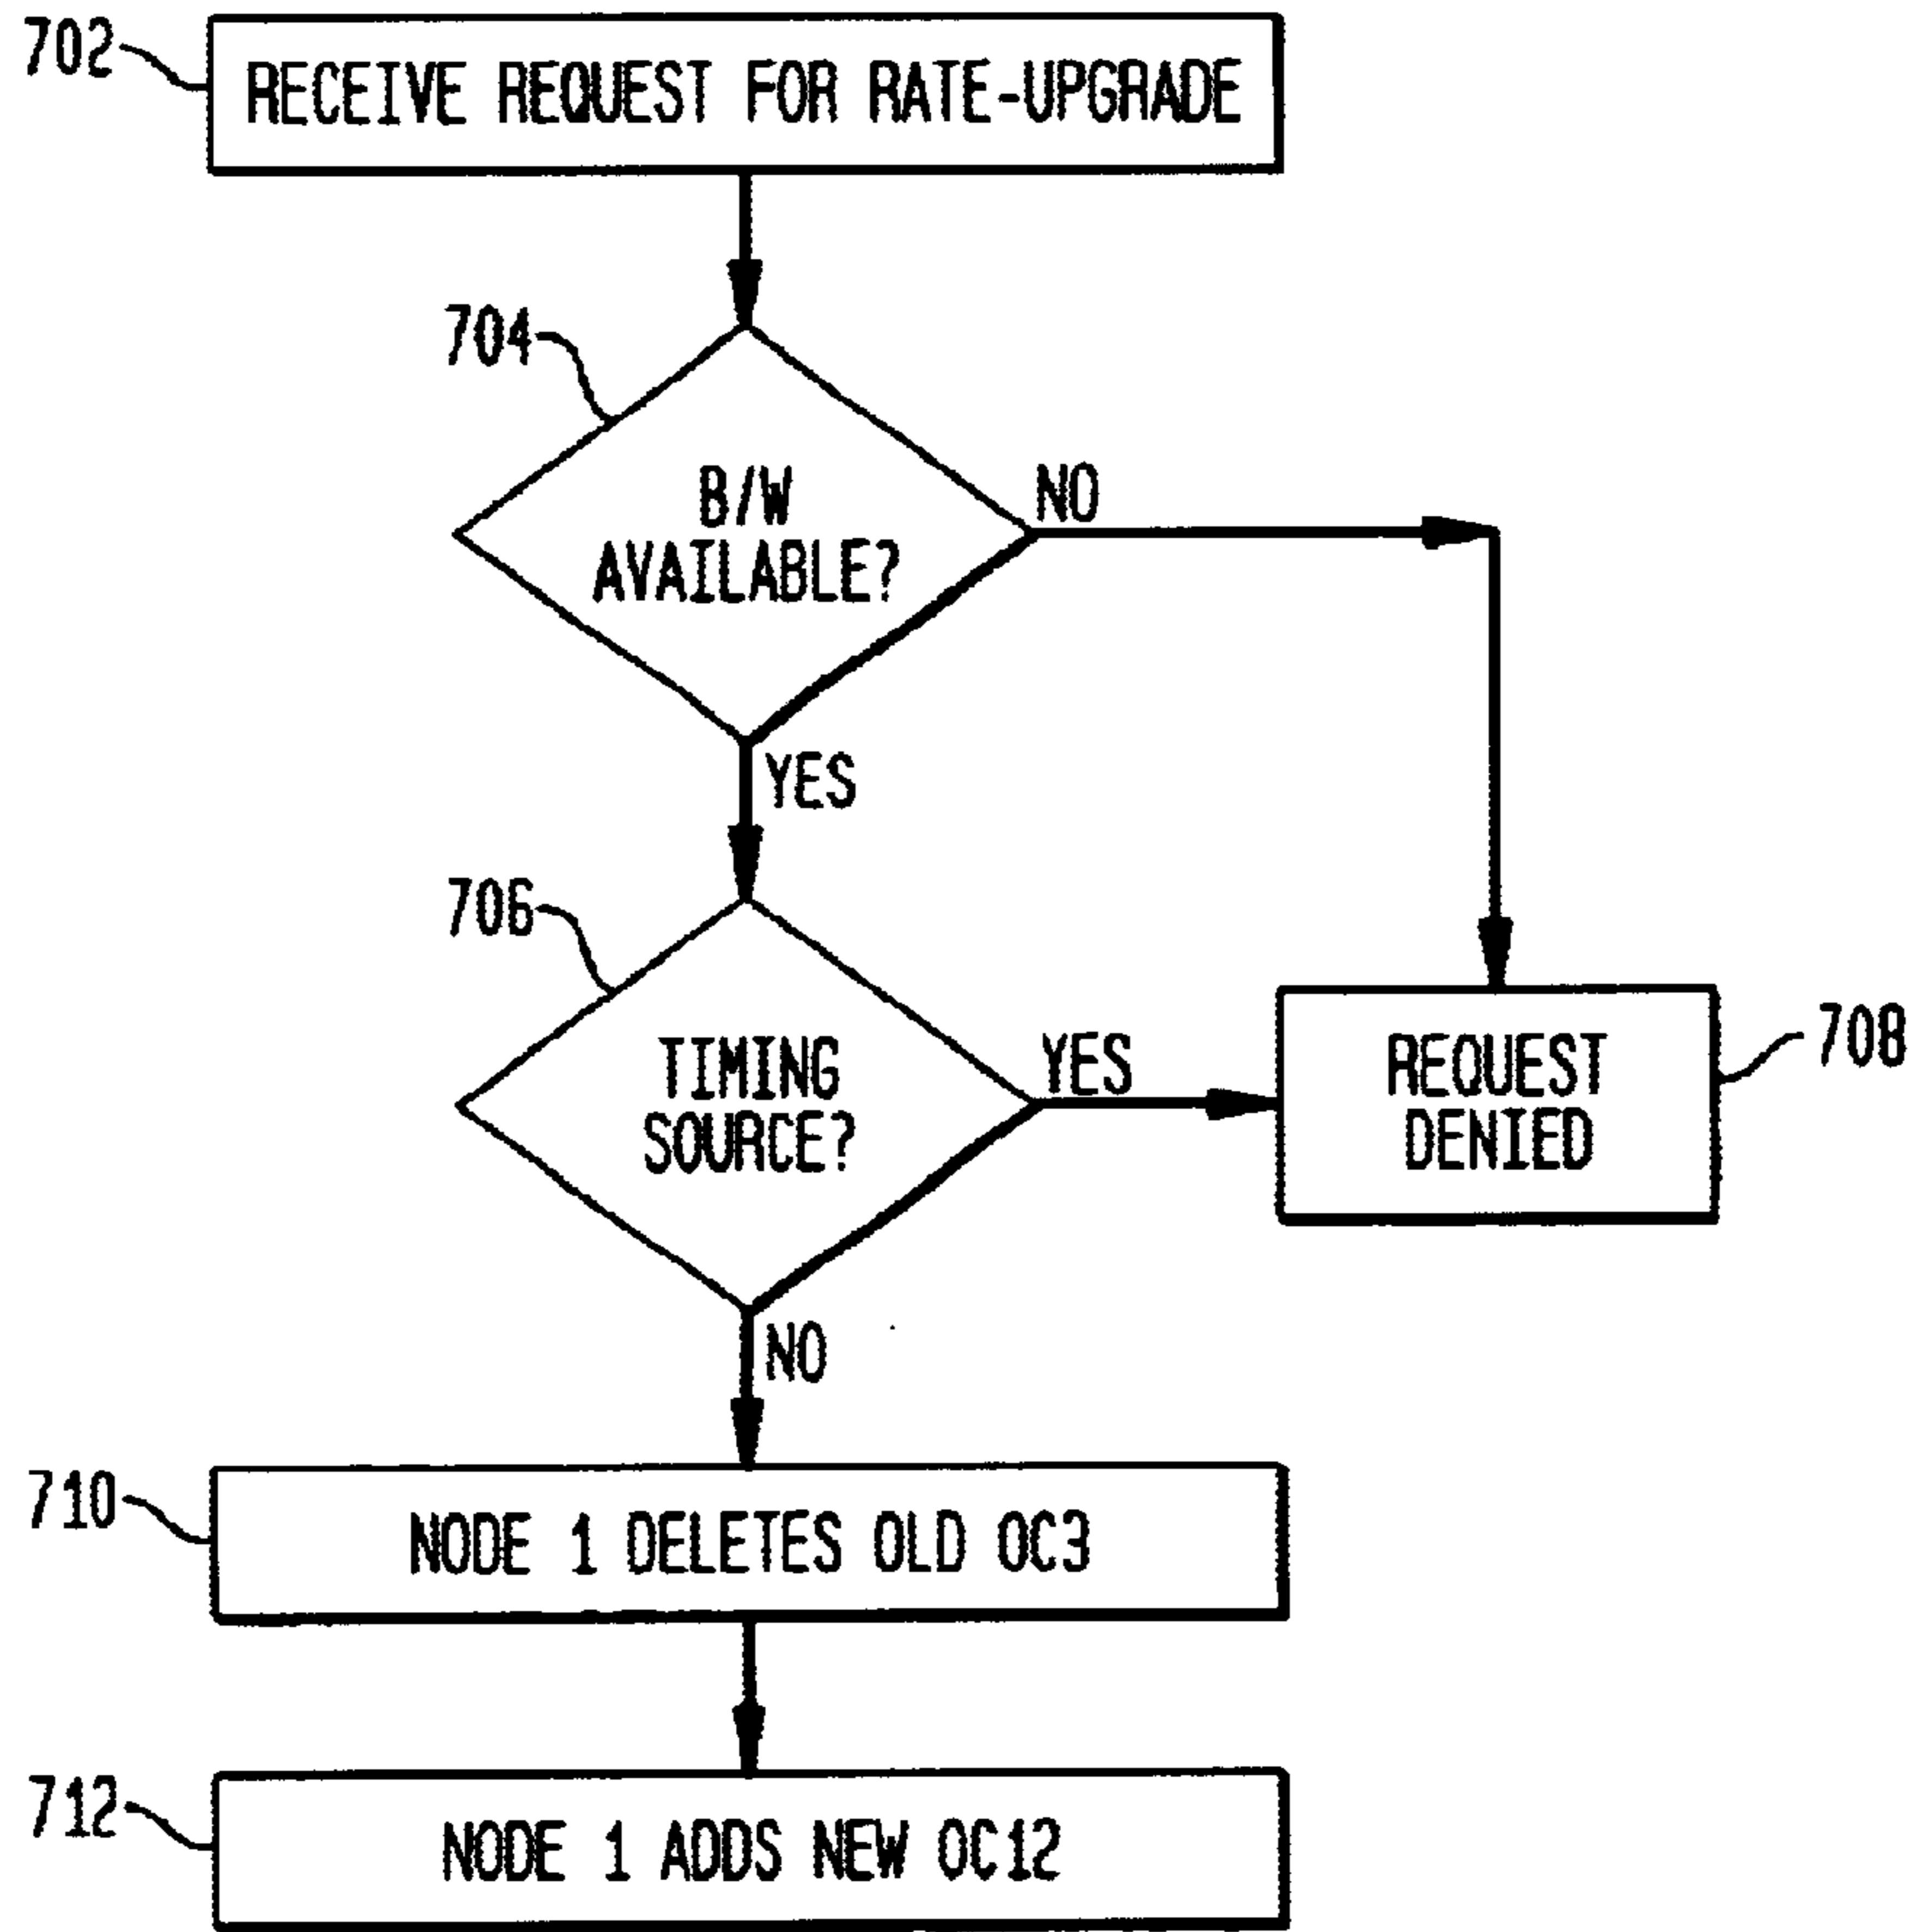 702
RECEIVE REQUEST FOR RATE-UPGRADE
704
B/W
AVAILABLE?
NO
YES
706
TIMING
SOURCE?
YES
REQUEST
DENIED
708
NO
710
NODE 1 DELETES OLD OC3
712
NODE 1 ADDS NEW OC12